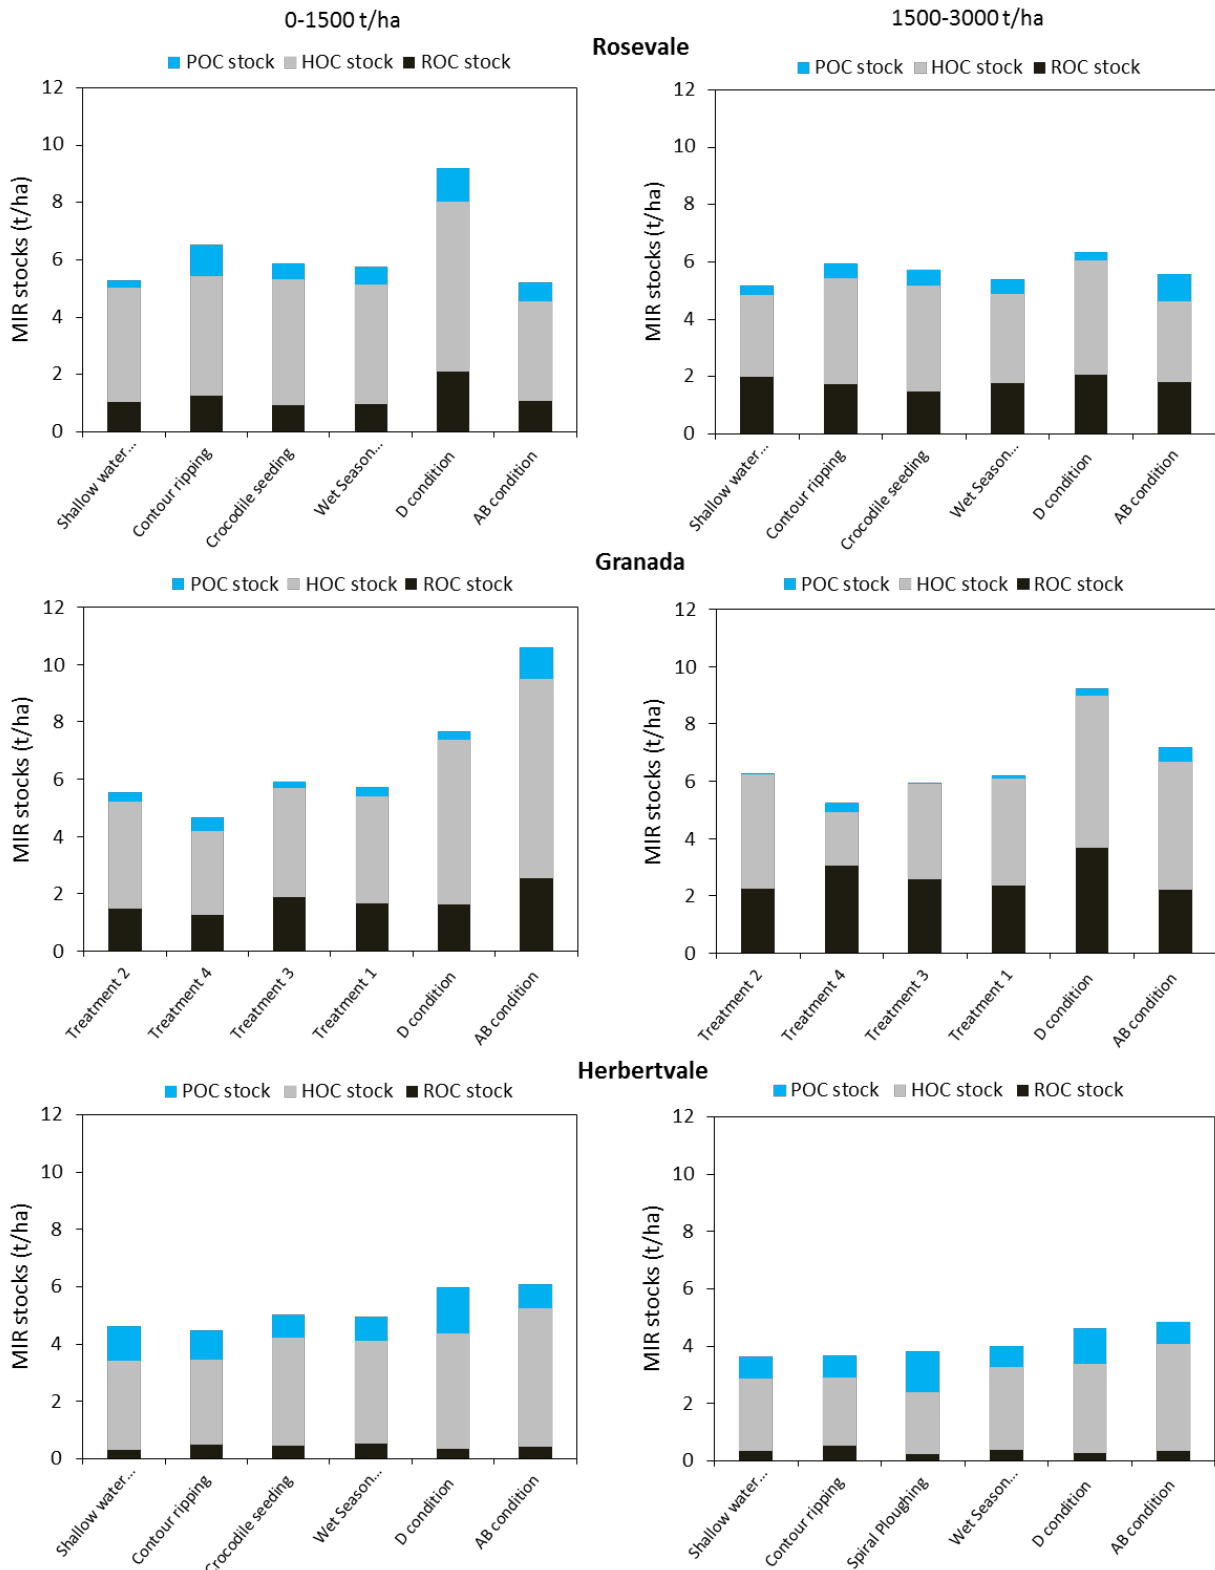 0-1500 t/ha
1500-3000 t/ha
Rosevale
POC stock HOC stock ROC stock
MIR stocks (t/ha)
12
10
8
6
4
2
0
Shallow water...
Contour ripping
Crocodile seeding
Wet Season...
D condition
AB condition
POC stock HOC stock ROC stock
MIR stocks (t/ha)
12
10
8
6
4
2
0
Shallow water...
Contour ripping
Crocodile seeding
Wet Season...
D condition
AB condition
Granada
POC stock HOC stock ROC stock
MIR stocks (t/ha)
12
10
8
6
4
2
0
Treatment 2
Treatment 4
Treatment 3
Treatment 1
D condition
AB condition
POC stock HOC stock ROC stock
MIR stocks (t/ha)
12
10
8
6
4
2
0
Treatment 2
Treatment 4
Treatment 3
Treatment 1
D condition
AB condition
Herbertvale
POC stock HOC stock ROC stock
MIR stocks (t/ha)
12
10
8
6
4
2
0
Shallow water...
Contour ripping
Crocodile seeding
Wet Season...
D condition
AB condition
POC stock HOC stock ROC stock
MIR stocks (t/ha)
12
10
8
6
4
2
0
Shallow water...
Contour ripping
Spiral Ploughing
Wet Season...
D condition
AB condition